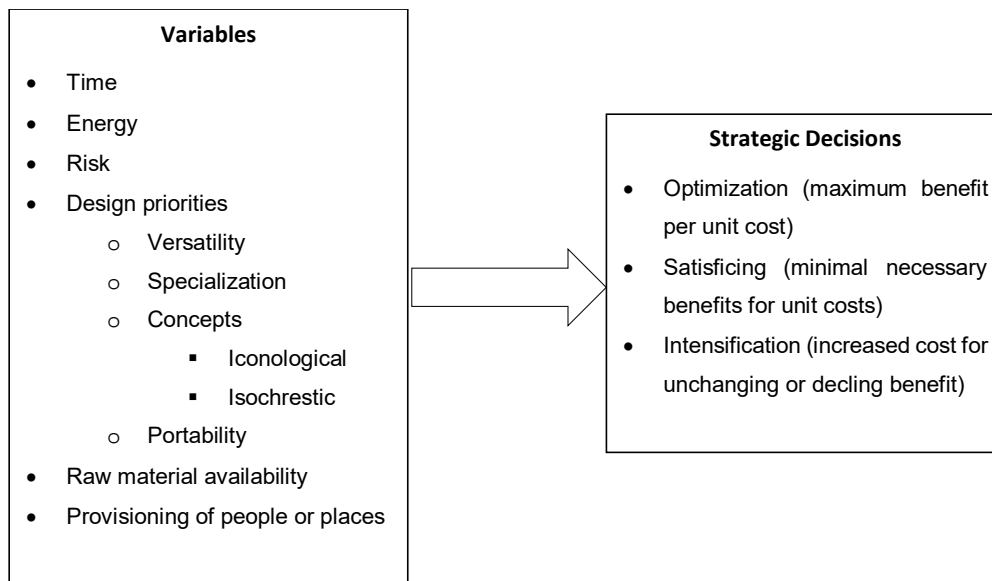 Variables
• Time
• Energy
• Risk
• Design priorities
o Versatility
o Specialization
o Concepts
▪ Iconological
▪ Isochrestic
o Portability
• Raw material availability
• Provisioning of people or places
Strategic Decisions
• Optimization (maximum benefit
per unit cost)
• Satisficing (minimal necessary
benefits for unit costs)
• Intensification (increased cost for
unchanging or decling benefit)